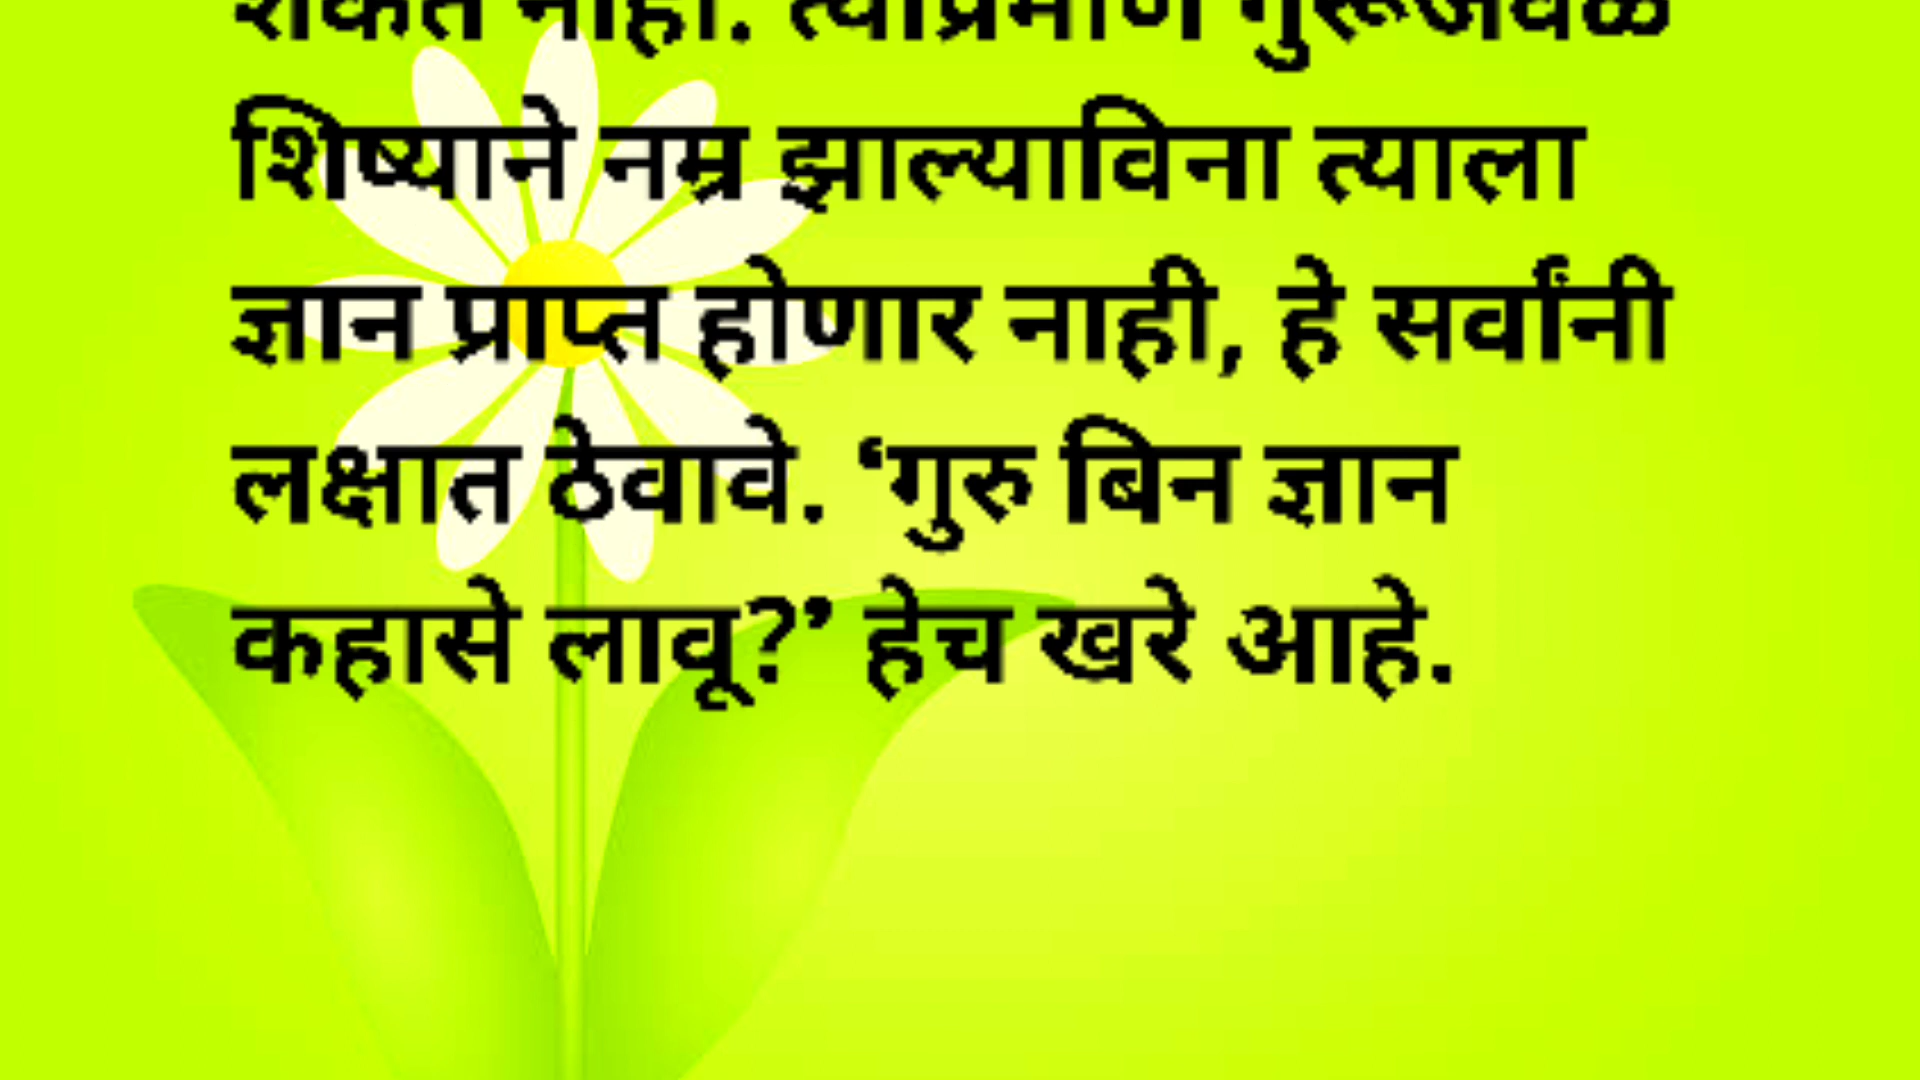 शकत नाही. त्याप्रमाणे गुरूजवळ
शिष्याने नम्र झाल्याविना त्याला
ज्ञान प्राप्त होणार नाही, हे सर्वांनी
लक्षात ठेवावे. ‘गुरु बिन ज्ञान
कहासे लावू?’ हेच खरे आहे.